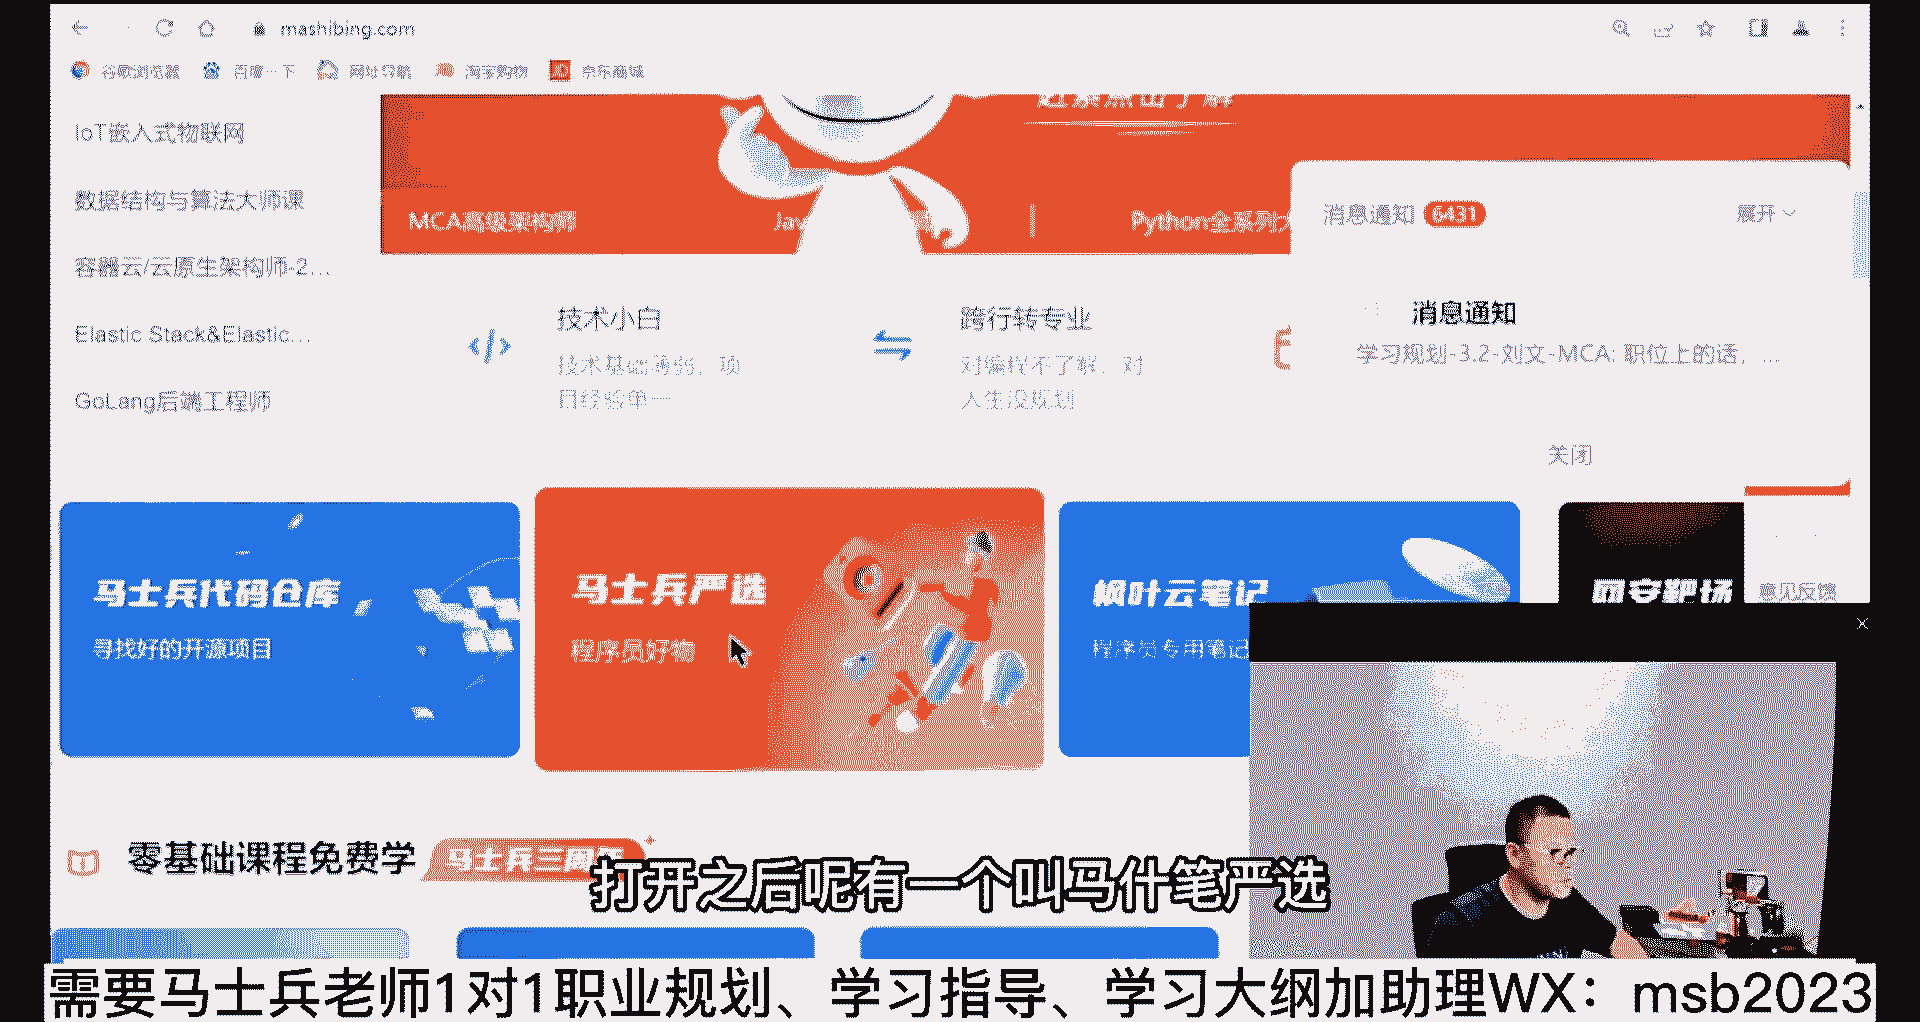 mashibing.com
谷歌浏览器 百度一下 网址导航 淘宝购物 京东商城
IoT嵌入式物联网
数据结构与算法大师课
容器云/云原生架构师-2...
Elastic Stack&Elastic...
GoLang后端工程师
赶紧点击了解
MCA高级架构师
Python全系列大
消息通知 6431 展开
消息通知
学习规划-3.2-刘文-MCA: 职位上的话, ...
关闭
技术小白
技术基础薄弱, 项
目经验单一
跨行转专业
对编程不了解, 对
人生没规划
马士兵代码仓库
寻找好的开源项目
马士兵严选
程序员好物
枫叶云笔记
程序员专用笔记
网安靶场
意见反馈
零基础课程免费学 马士兵三周年
打开之后呢有一个叫马什笔严选
需要马士兵老师1对1职业规划、学习指导、学习大纲加助理WX：msb2023